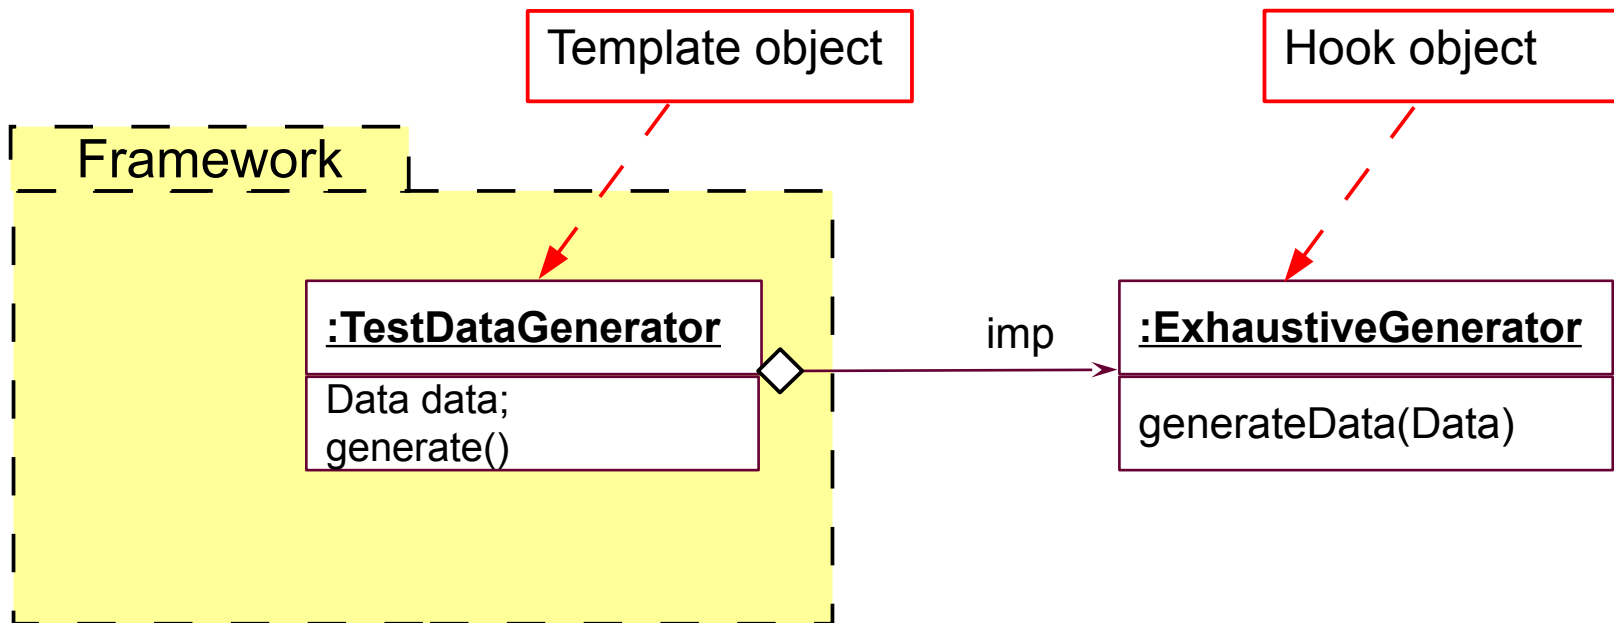 Template object
Hook object
Framework
:TestDataGenerator
Data data;
generate()
imp
:ExhaustiveGenerator
generateData(Data)